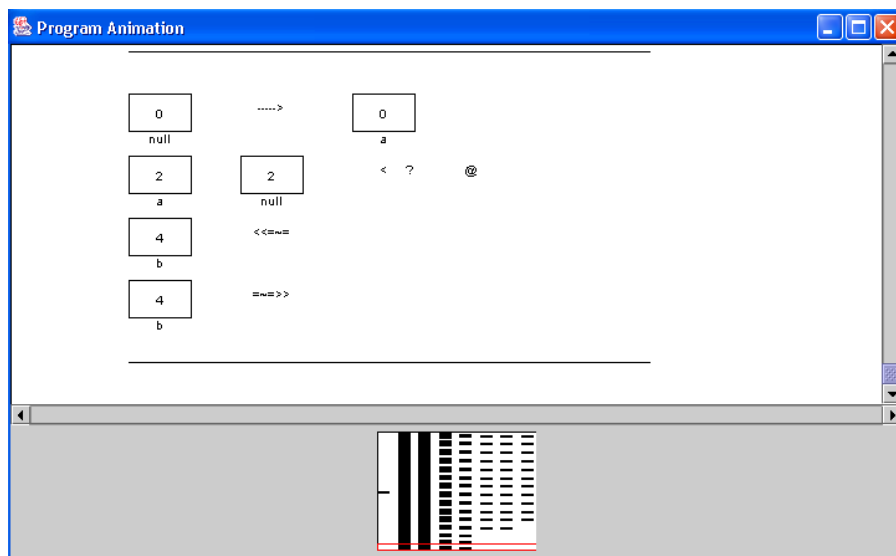 Program Animation
0 -----> 0
null a
2 2 < ? @
a null
4 <<=~=
b
4 =~=>>
b